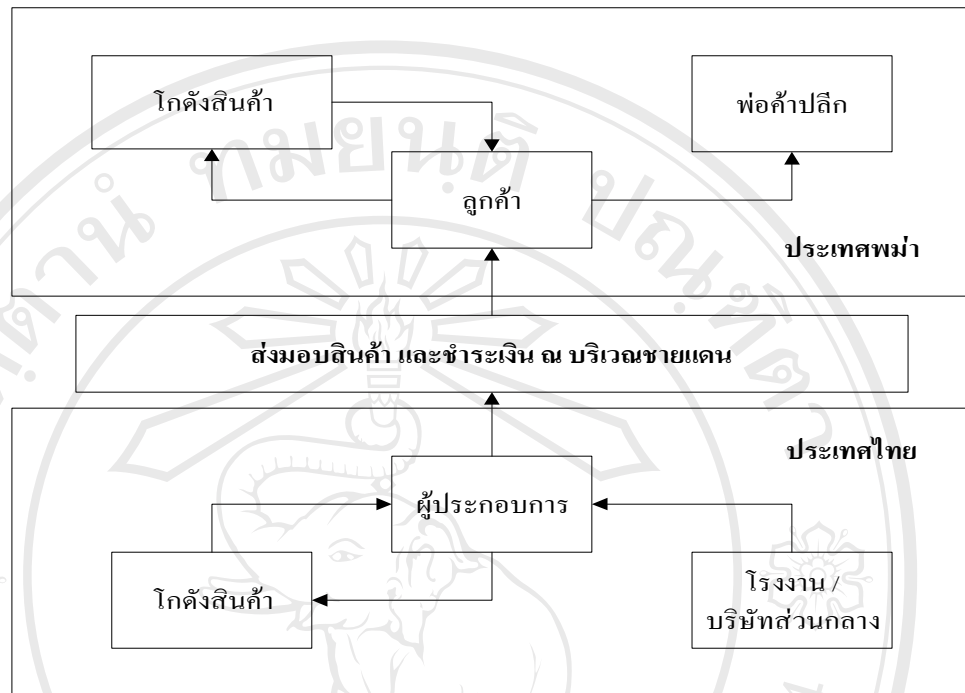 โกดังสินค้า
พ่อค้าปลีก
ลูกค้า
ประเทศพม่า
ส่งมอบสินค้า และชำระเงิน ณ บริเวณชายแดน
ประเทศไทย
ผู้ประกอบการ
โกดังสินค้า
โรงงาน /
บริษัทส่วนกลาง